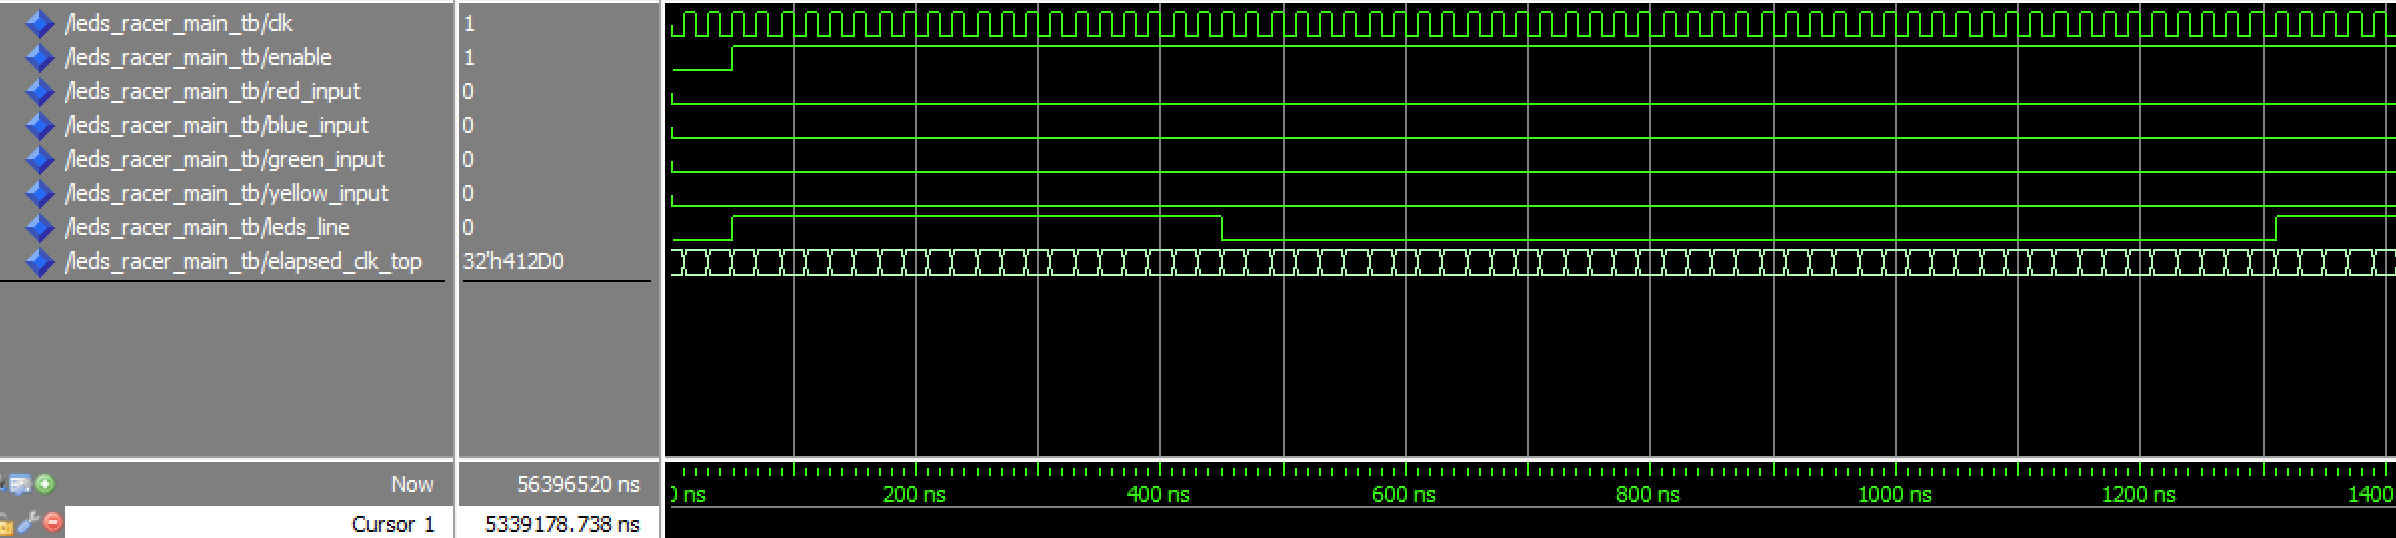 /leds_racer_main_tb/clk 1
/leds_racer_main_tb/enable 1
/leds_racer_main_tb/red_input 0
/leds_racer_main_tb/blue_input 0
/leds_racer_main_tb/green_input 0
/leds_racer_main_tb/yellow_input 0
/leds_racer_main_tb/leds_line 0
/leds_racer_main_tb/elapsed_clk_top 32'h412D0
Now 56396520 ns 0 ns 200 ns 400 ns 600 ns 800 ns 1000 ns 1200 ns 1400
Cursor 1 5339178.738 ns